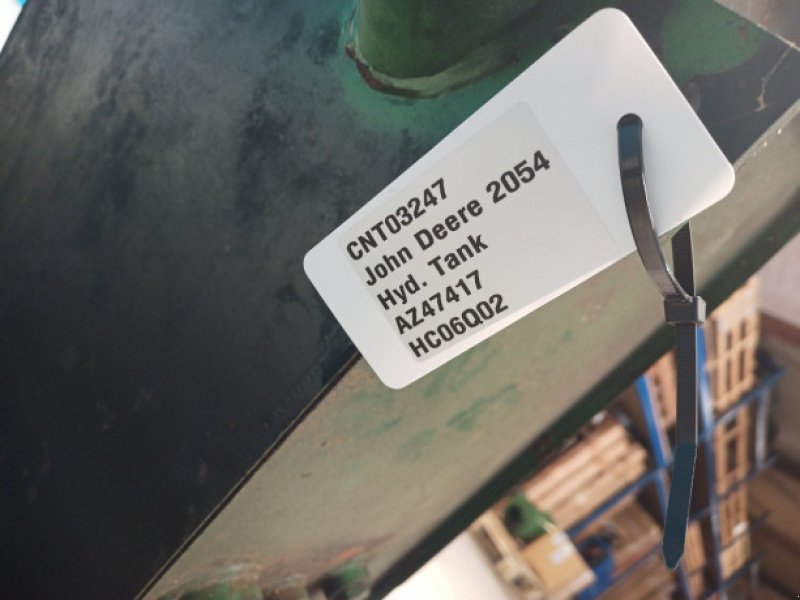 CNT03247
John Deere 2054
Hyd. Tank
AZ47417
HC06Q02